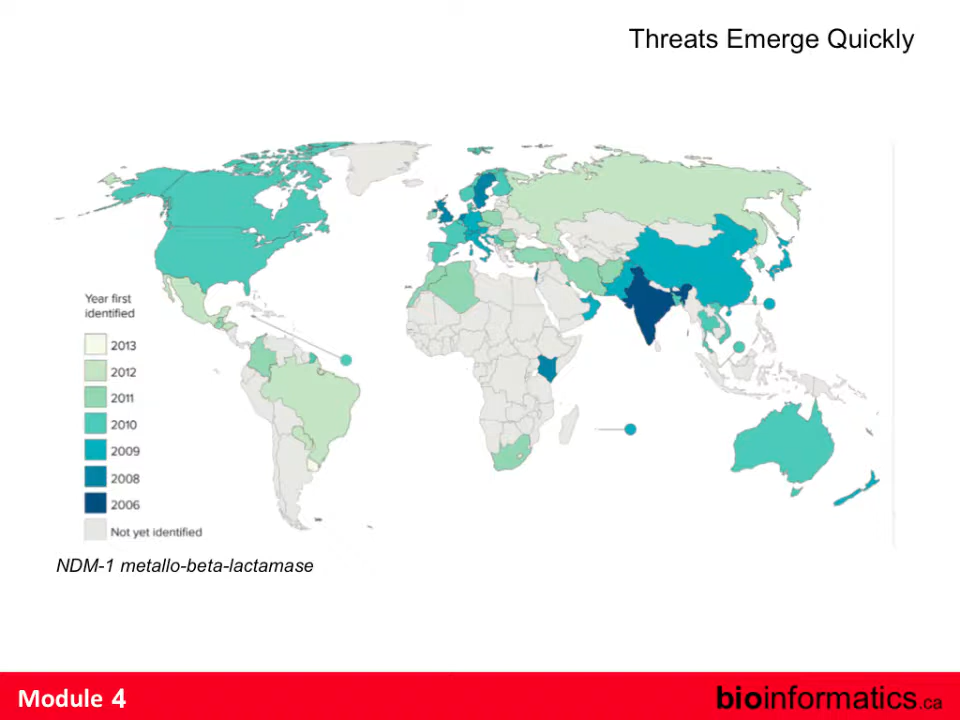 Threats Emerge Quickly
Year first
identified
2013
2012
2011
2010
2009
2008
2006
Not yet identified
NDM-1 metallo-beta-lactamase
Module 4
bioinformatics.ca